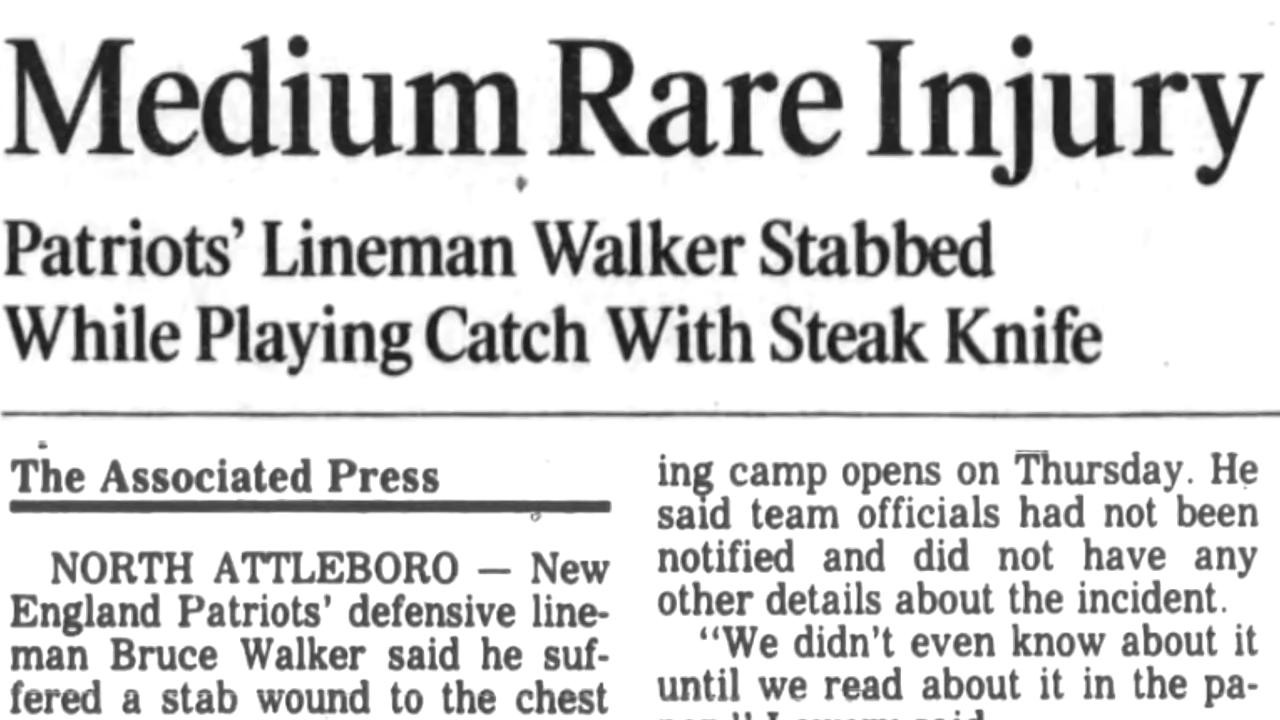 Medium Rare Injury
Patriots' Lineman Walker Stabbed
While Playing Catch With Steak Knife
The Associated Press
NORTH ATTLEBORO — New
England Patriots' defensive line-
man Bruce Walker said he suf-
fered a stab wound to the chest
ing camp opens on Thursday. He
said team officials had not been
notified and did not have any
other details about the incident.
"We didn't even know about it
until we read about it in the pa-
said